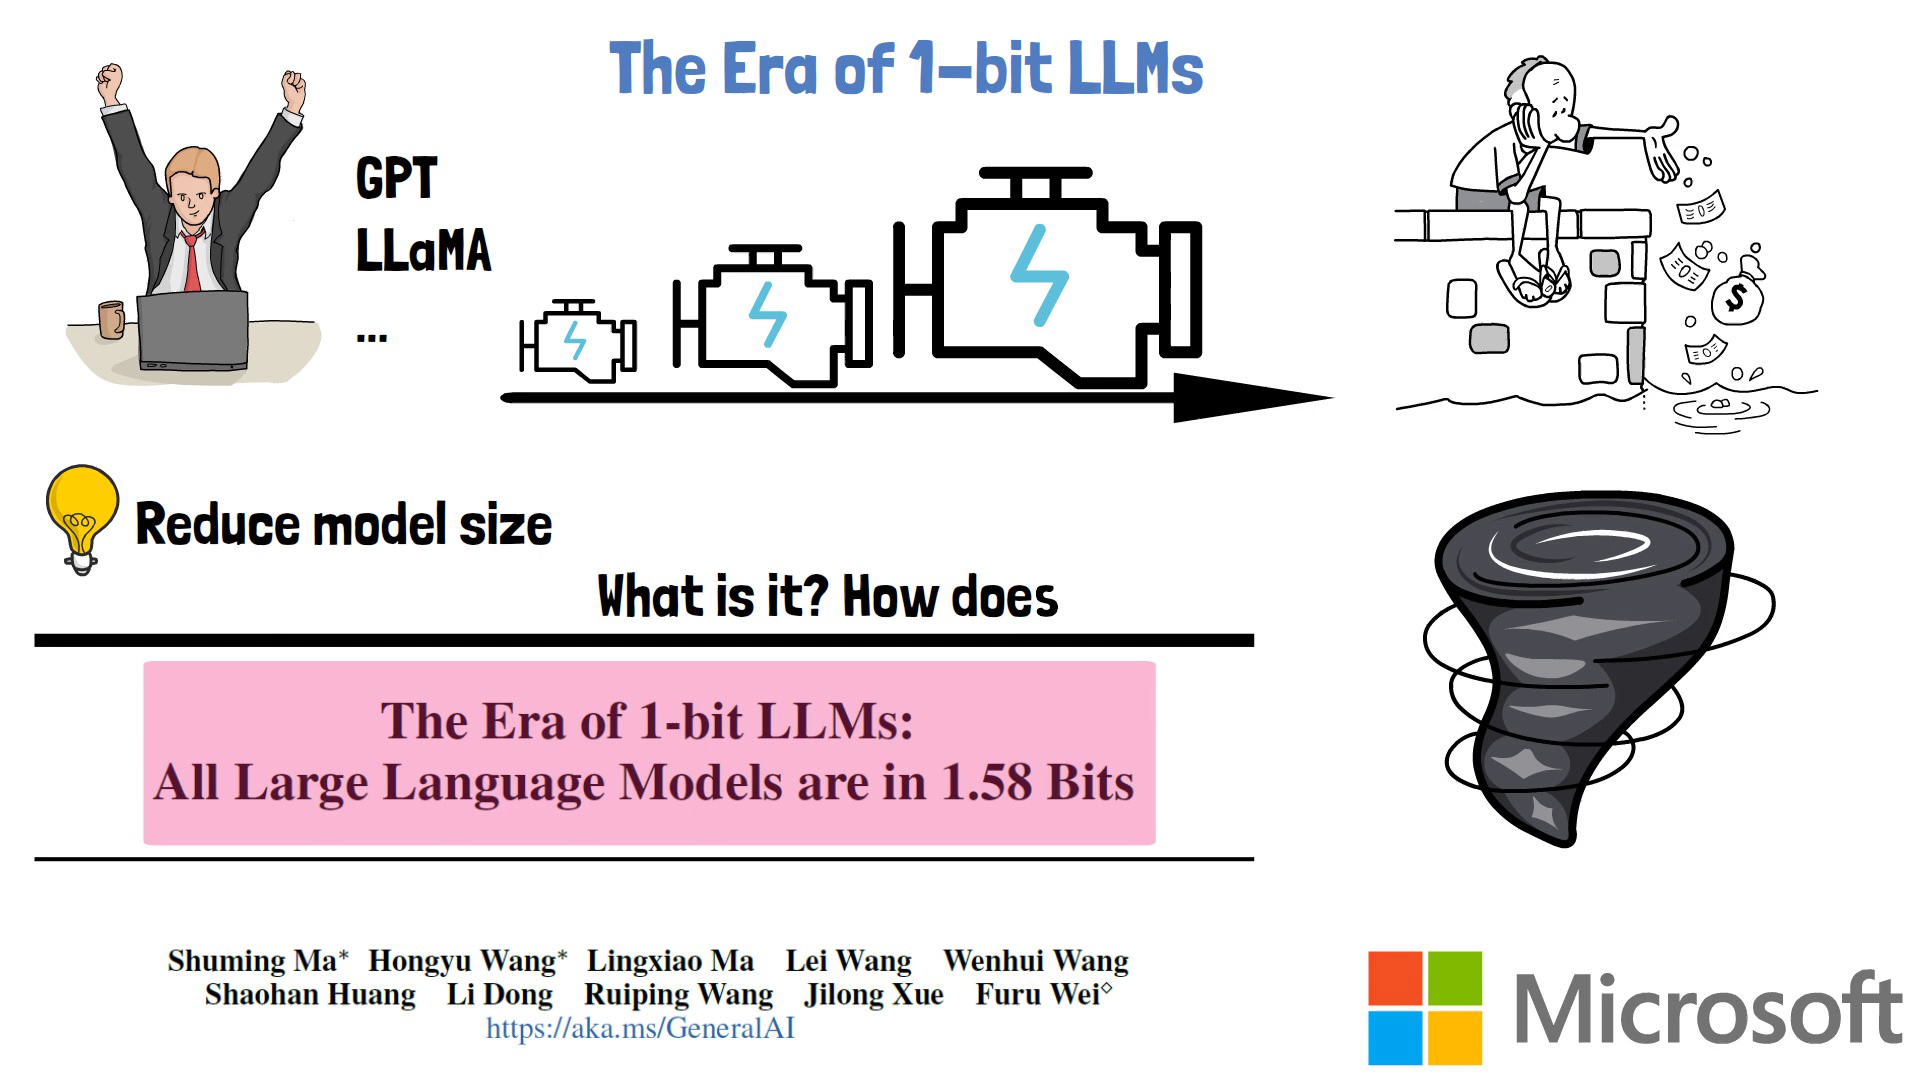 The Era of 1-bit LLMs
GPT
LLaMA
...
$
Reduce model size
What is it? How does
The Era of 1-bit LLMs:
All Large Language Models are in 1.58 Bits
Shuming Ma* Hongyu Wang* Lingxiao Ma Lei Wang Wenhui Wang
Shaohan Huang Li Dong Ruiping Wang Jilong Xue Furu Wei◇
https://aka.ms/GeneralAI
Microsoft